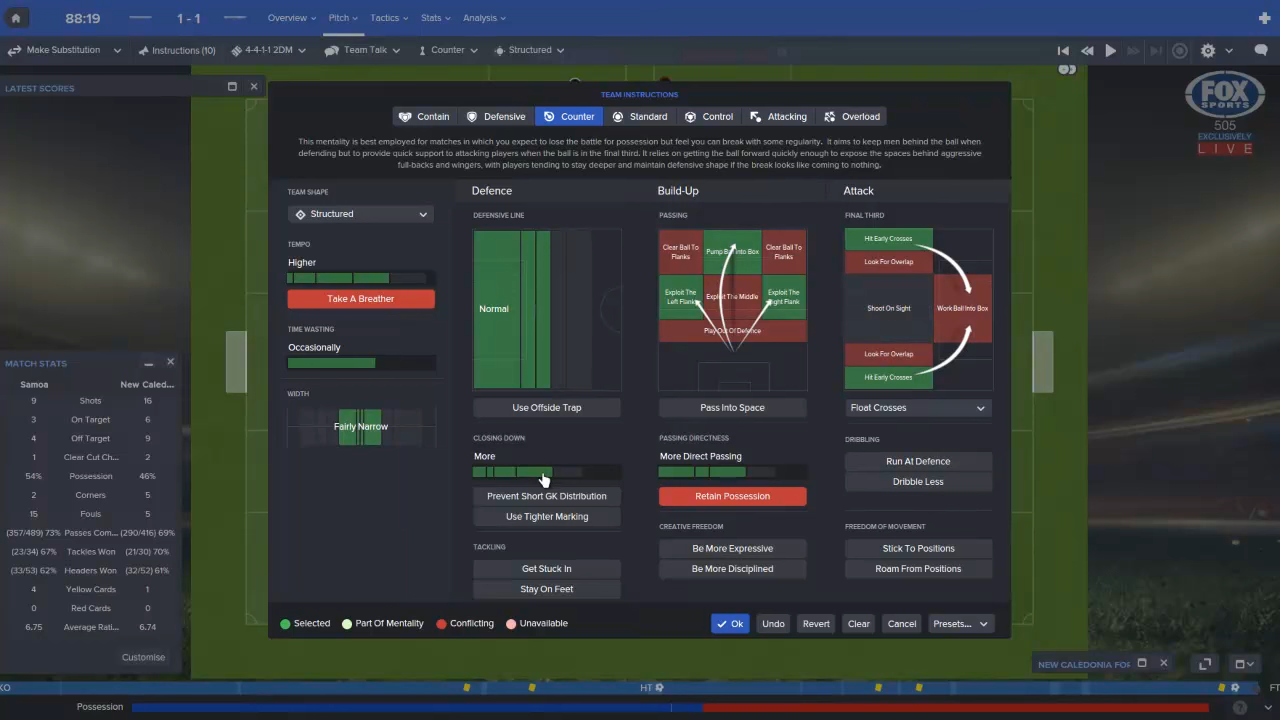 88:19
1 - 1
Overview
Pitch
Tactics
Stats
Analysis
Make Substitution
Instructions (10)
4-4-1-1 2DM
Team Talk
Counter
Structured
LATEST SCORES
FOX
SPORTS
505
EXCLUSIVELY
LIVE
TEAM INSTRUCTIONS
Contain
Defensive
Counter
Standard
Control
Attacking
Overload
This mentality is best employed for matches in which you expect to lose the battle for possession but feel you can break with some regularity. It aims to keep men behind the ball when
defending but to provide quick support to attacking players when the ball is in the final third. It relies on getting the ball forward quickly enough to expose the spaces behind aggressive
full-backs and wingers, with players tending to stay deeper and maintain defensive shape if the break looks like coming to nothing.
TEAM SHAPE
Structured
TEMPO
Higher
Take A Breather
TIME WASTING
Occasionally
WIDTH
Fairly Narrow
Defence
DEFENSIVE LINE
Normal
Use Offside Trap
CLOSING DOWN
More
Prevent Short GK Distribution
Use Tighter Marking
TACKLING
Get Stuck In
Stay On Feet
Build-Up
PASSING
Clear Ball To
Flanks
Pump Ball Into Box
Clear Ball To
Flanks
Exploit The
Left Flank
Exploit The Middle
Exploit The
Right Flank
Play Out Of Defence
Pass Into Space
PASSING DIRECTNESS
More Direct Passing
Retain Possession
CREATIVE FREEDOM
Be More Expressive
Be More Disciplined
Attack
FINAL THIRD
Hit Early Crosses
Look For Overlap
Shoot On Sight
Work Ball Into Box
Look For Overlap
Hit Early Crosses
Float Crosses
DRIBBLING
Run At Defence
Dribble Less
FREEDOM OF MOVEMENT
Stick To Positions
Roam From Positions
Selected
Part Of Mentality
Conflicting
Unavailable
Ok
Undo
Revert
Clear
Cancel
Presets...
MATCH STATS
Samoa
New Caled...
9 Shots 16
3 On Target 6
4 Off Target 9
1 Clear Cut Ch... 2
54% Possession 46%
2 Corners 5
15 Fouls 5
(357/489) 73% Passes Com... (290/416) 69%
(23/34) 67% Tackles Won (21/30) 70%
(33/53) 62% Headers Won (32/52) 61%
4 Yellow Cards 1
0 Red Cards 0
6.75 Average Rati... 6.74
Customise
NEW CALEDONIA FOR
KO
HT
FT
Possession